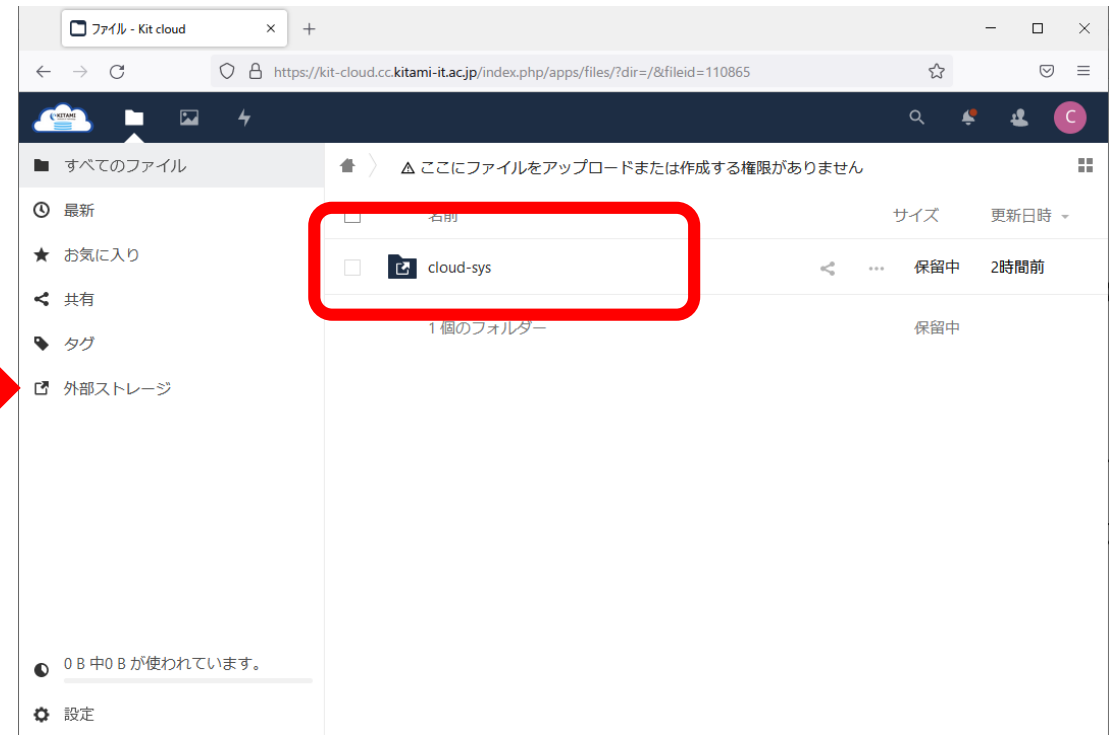 ファイル - Kit cloud
https://kit-cloud.cc.kitami-it.ac.jp/index.php/apps/files/?dir=/&fileid=110865
KITAMI
C
すべてのファイル
ここにファイルをアップロードまたは作成する権限がありません
最新
名前 サイズ 更新日時
お気に入り
cloud-sys 保留中 2時間前
共有
1 個のフォルダー 保留中
タグ
外部ストレージ
0 B 中0 B が使われています。
設定